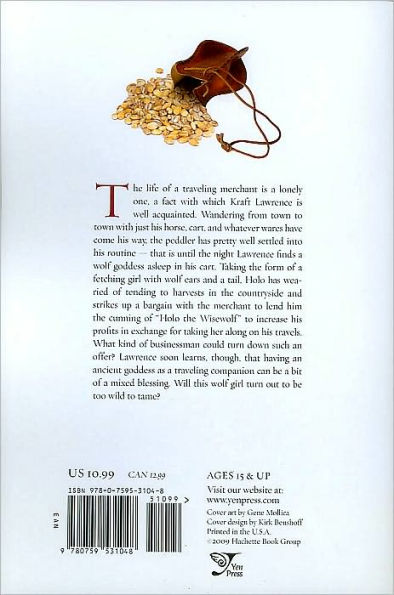 The life of a traveling merchant is a lonely
one, a fact with which Kraft Lawrence is
well acquainted. Wandering from town to
town with just his horse, cart, and whatever wares have
come his way, the peddler has pretty well settled into
his routine — that is until the night Lawrence finds a
wolf goddess asleep in his cart. Taking the form of a
fetching girl with wolf ears and a tail, Holo has wea-
ried of tending to harvests in the countryside and
strikes up a bargain with the merchant to lend him
the cunning of "Holo the Wisewolf" to increase his
profits in exchange for taking her along on his travels.
What kind of businessman could turn down such an
offer? Lawrence soon learns, though, that having an
ancient goddess as a traveling companion can be a bit
of a mixed blessing. Will this wolf girl turn out to be
too wild to tame?
US 10.99 CAN 12.99
ISBN 978-0-7595-3104-8
51099 >
EAN
9 780759 531048
AGES 15 & UP
Visit our website at:
www.yenpress.com
Cover art by Gene Mollica
Cover design by Kirk Benshoff
Printed in the U.S.A.
©2009 Hachette Book Group
Yen
Press